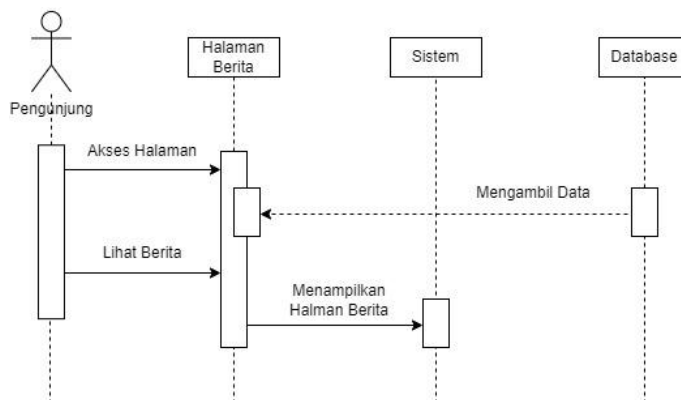 Halaman
Berita
Sistem
Database
Pengunjung
Akses Halaman
Mengambil Data
Lihat Berita
Menampilkan
Halman Berita